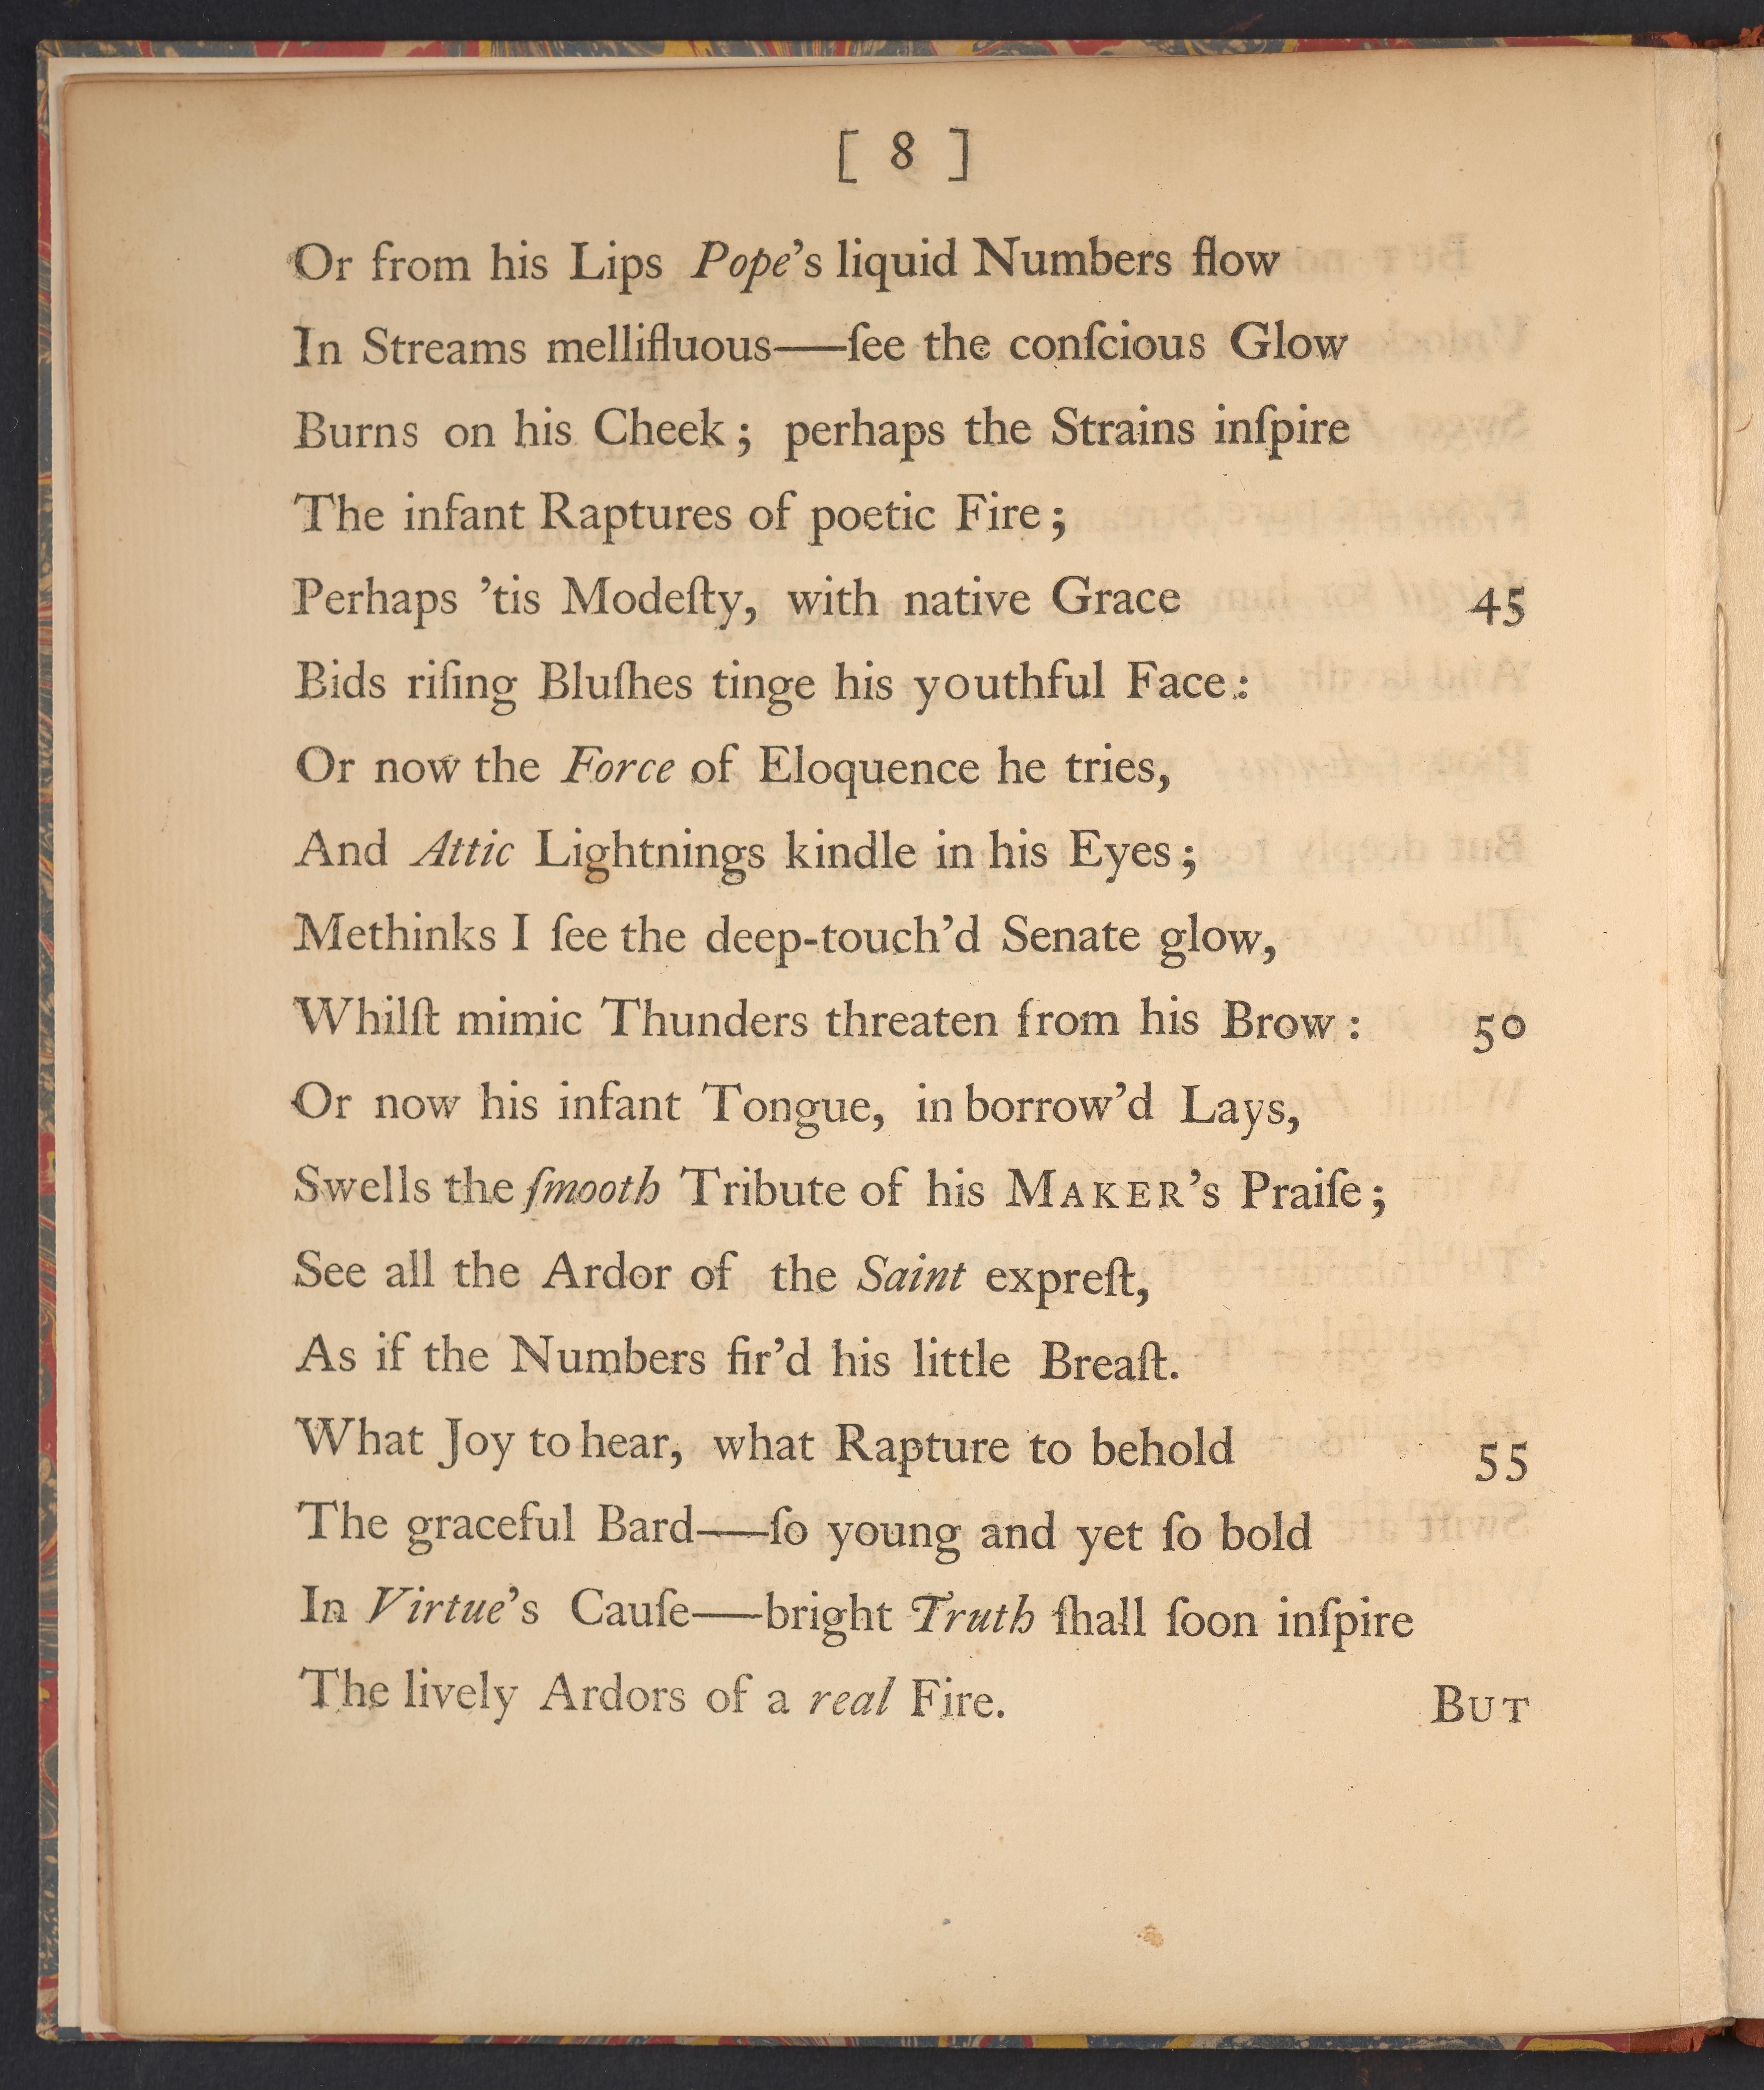 [ 8 ]
Or from his Lips Pope's liquid Numbers flow
In Streams mellifluous——ſee the conſcious Glow
Burns on his Cheek; perhaps the Strains inſpire
The infant Raptures of poetic Fire;
Perhaps 'tis Modeſty, with native Grace 45
Bids riſing Bluſhes tinge his youthful Face:
Or now the Force of Eloquence he tries,
And Attic Lightnings kindle in his Eyes;
Methinks I ſee the deep-touch'd Senate glow,
Whilſt mimic Thunders threaten from his Brow: 50
Or now his infant Tongue, in borrow'd Lays,
Swells the ſmooth Tribute of his MAKER's Praiſe;
See all the Ardor of the Saint expreſt,
As if the Numbers fir'd his little Breaſt.
What Joy to hear, what Rapture to behold 55
The graceful Bard——ſo young and yet ſo bold
In Virtue's Cauſe——bright Truth ſhall ſoon inſpire
The lively Ardors of a real Fire.
BUT